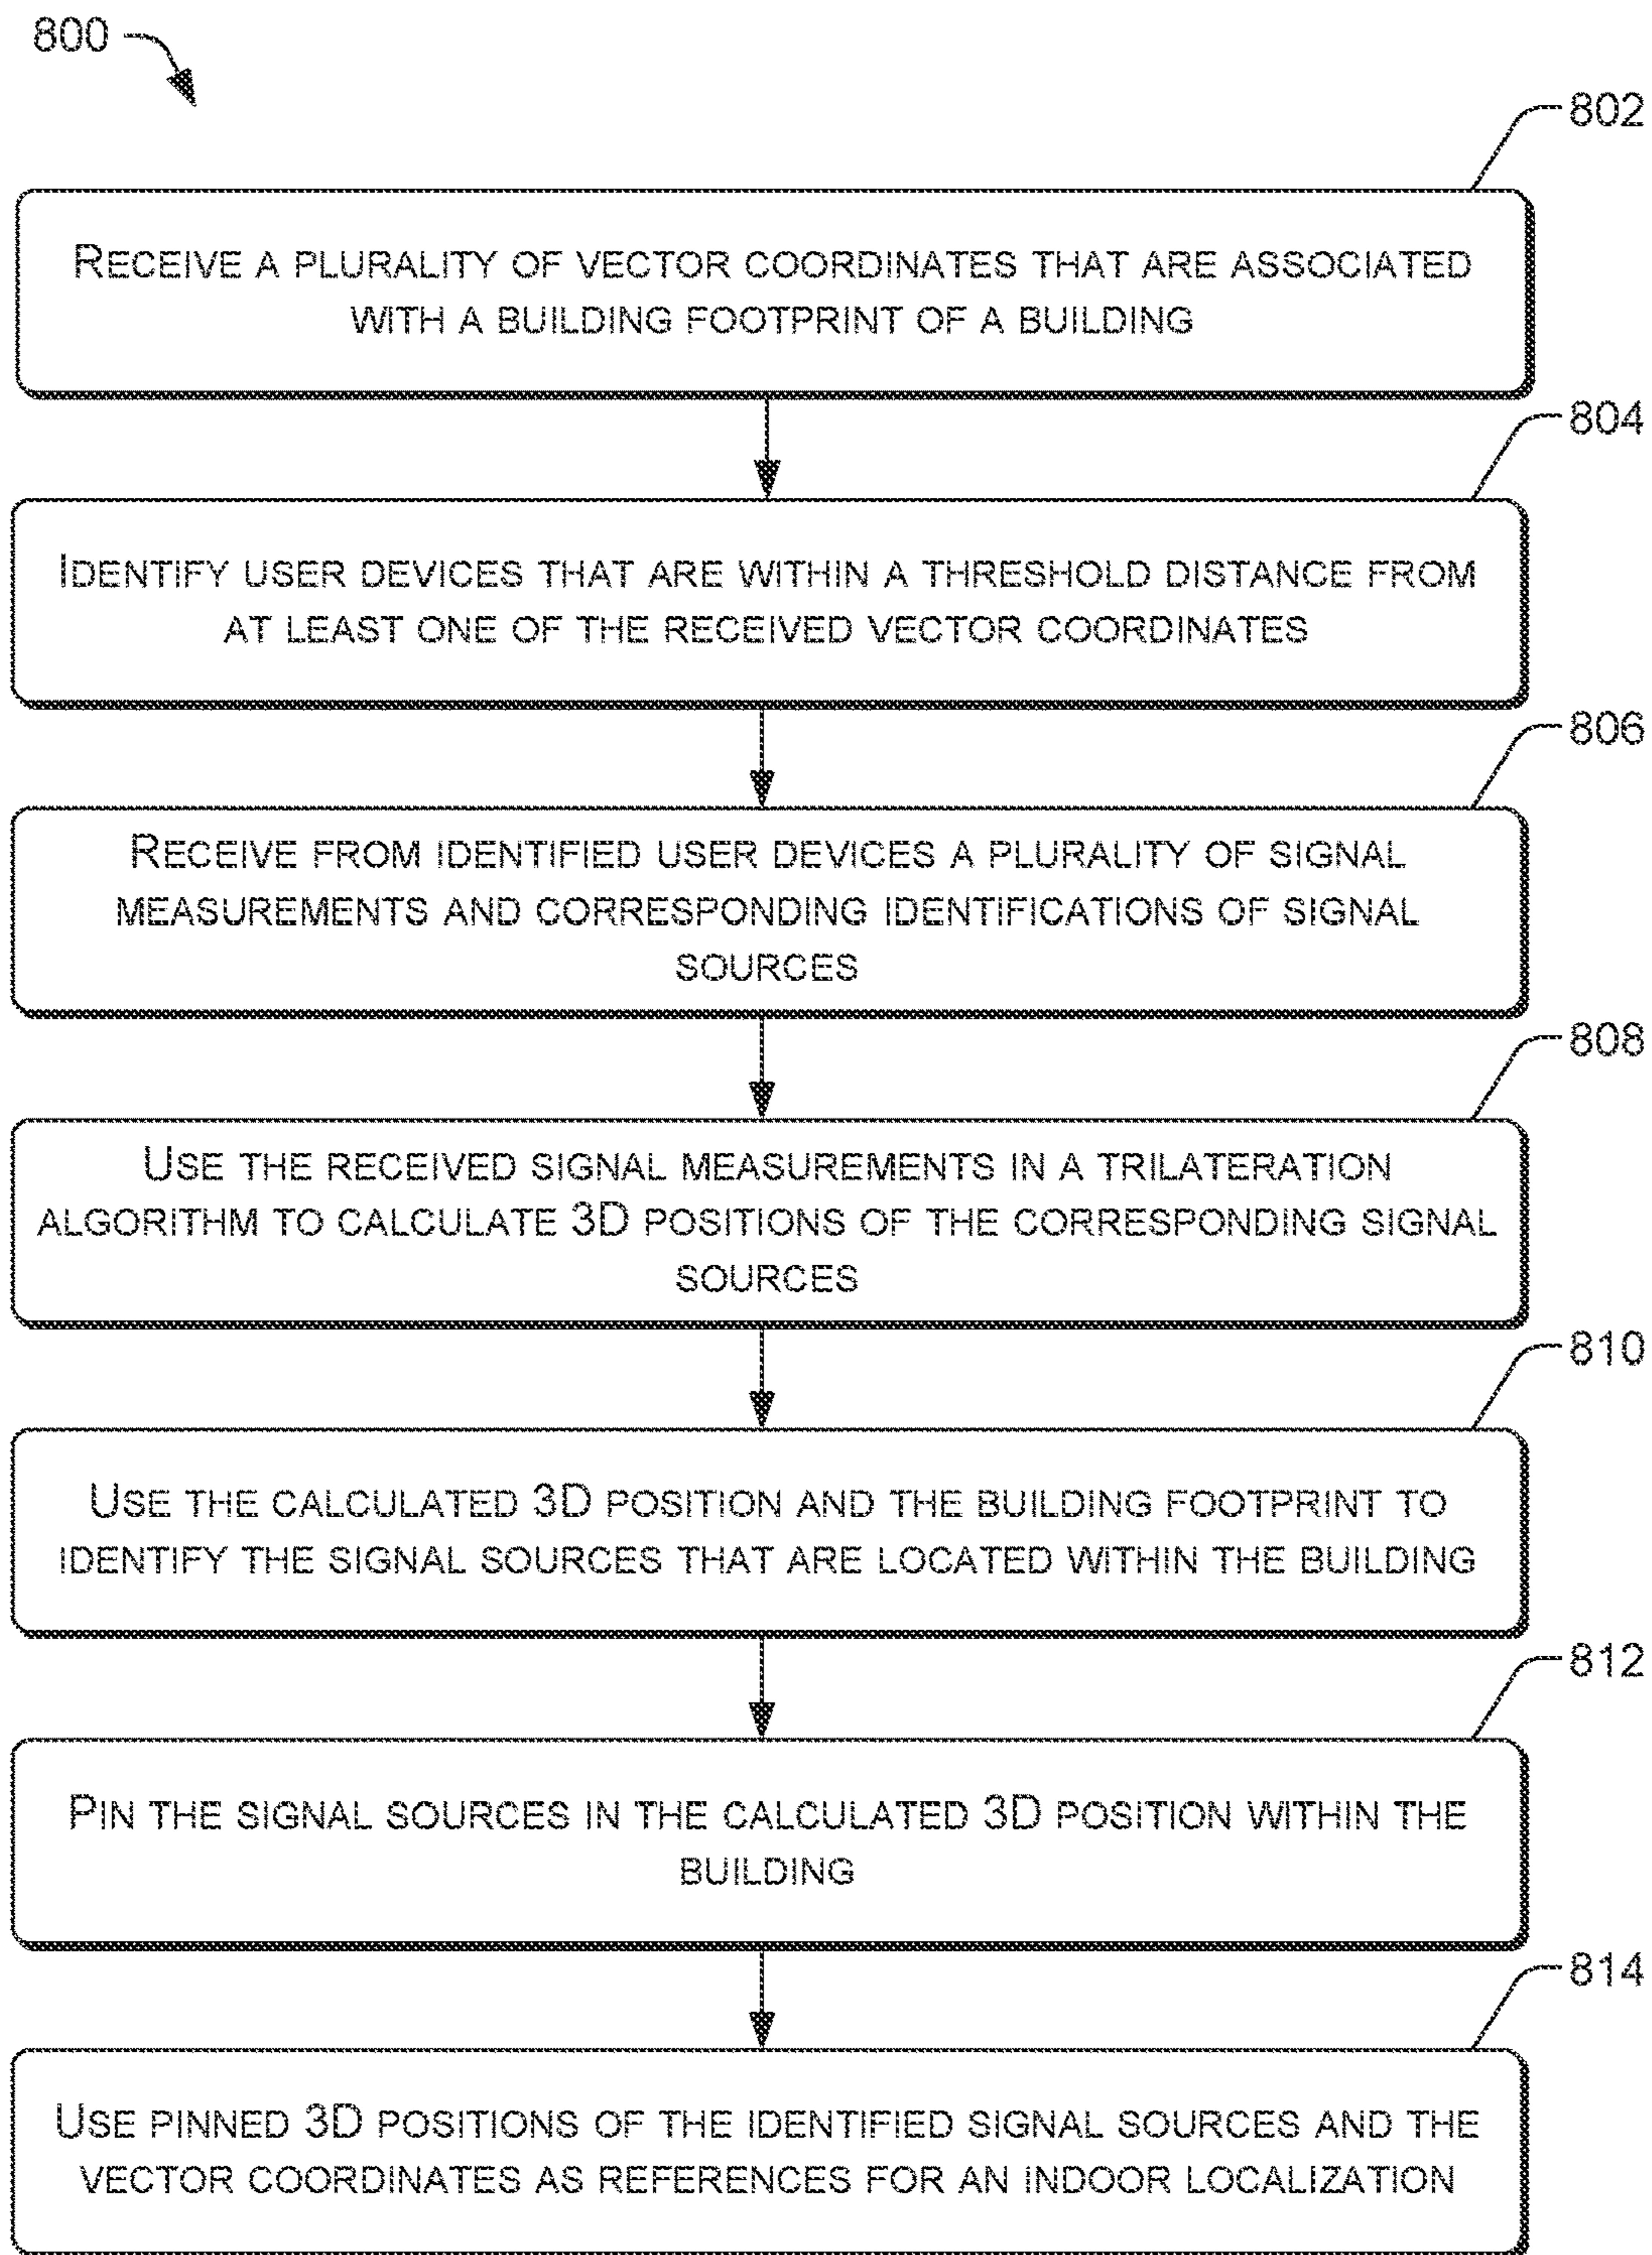 800
802
RECEIVE A PLURALITY OF VECTOR COORDINATES THAT ARE ASSOCIATED
WITH A BUILDING FOOTPRINT OF A BUILDING
804
IDENTIFY USER DEVICES THAT ARE WITHIN A THRESHOLD DISTANCE FROM
AT LEAST ONE OF THE RECEIVED VECTOR COORDINATES
806
RECEIVE FROM IDENTIFIED USER DEVICES A PLURALITY OF SIGNAL
MEASUREMENTS AND CORRESPONDING IDENTIFICATIONS OF SIGNAL
SOURCES
808
USE THE RECEIVED SIGNAL MEASUREMENTS IN A TRILATERATION
ALGORITHM TO CALCULATE 3D POSITIONS OF THE CORRESPONDING SIGNAL
SOURCES
810
USE THE CALCULATED 3D POSITION AND THE BUILDING FOOTPRINT TO
IDENTIFY THE SIGNAL SOURCES THAT ARE LOCATED WITHIN THE BUILDING
812
PIN THE SIGNAL SOURCES IN THE CALCULATED 3D POSITION WITHIN THE
BUILDING
814
USE PINNED 3D POSITIONS OF THE IDENTIFIED SIGNAL SOURCES AND THE
VECTOR COORDINATES AS REFERENCES FOR AN INDOOR LOCALIZATION